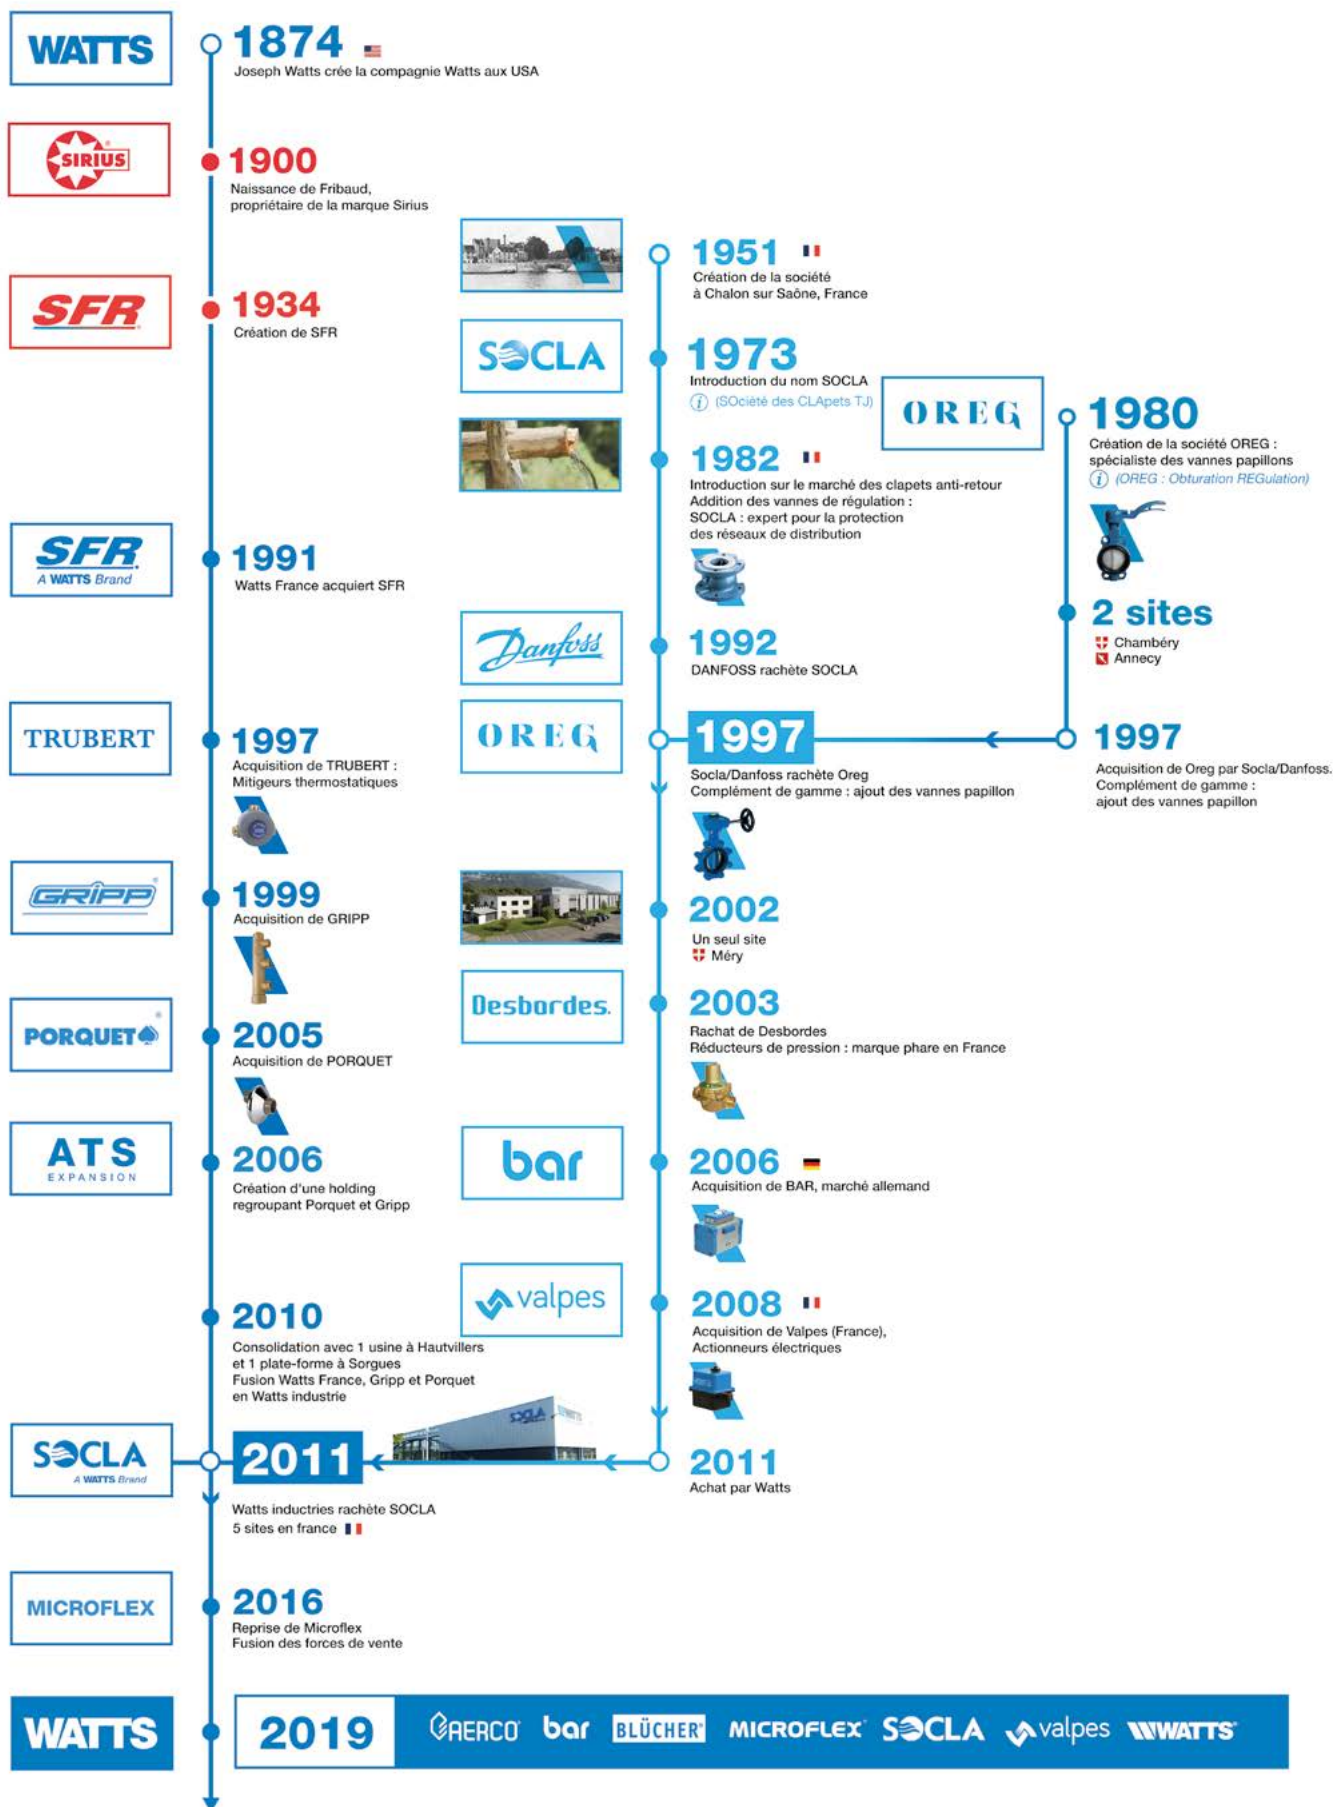 WATTS
1874
Joseph Watts crée la compagnie Watts aux USA
SIRIUS
1900
Naissance de Fribaud,
propriétaire de la marque Sirius
SFR
1934
Création de SFR
SFR
A WATTS Brand
1991
Watts France acquiert SFR
TRUBERT
1997
Acquisition de TRUBERT :
Mitigeurs thermostatiques
GRIPP
1999
Acquisition de GRIPP
PORQUET
2005
Acquisition de PORQUET
ATS
EXPANSION
2006
Création d'une holding
regroupant Porquet et Gripp
2010
Consolidation avec 1 usine à Hautvillers
et 1 plate-forme à Sorgues
Fusion Watts France, Gripp et Porquet
en Watts industrie
1951
Création de la société
à Chalon sur Saône, France
SOCLA
1973
Introduction du nom SOCLA
(SOciété des CLApets TJ)
1982
Introduction sur le marché des clapets anti-retour
Addition des vannes de régulation :
SOCLA : expert pour la protection
des réseaux de distribution
Danfoss
1992
DANFOSS rachète SOCLA
OREG
1980
Création de la société OREG :
spécialiste des vannes papillons
(OREG : Obturation REGulation)
2 sites
Chambéry
Annecy
1997
Acquisition de Oreg par Socla/Danfoss.
Complément de gamme :
ajout des vannes papillon
OREG
1997
Socla/Danfoss rachète Oreg
Complément de gamme : ajout des vannes papillon
2002
Un seul site
Méry
Desbordes.
2003
Rachat de Desbordes
Réducteurs de pression : marque phare en France
bar
2006
Acquisition de BAR, marché allemand
valpes
2008
Acquisition de Valpes (France),
Actionneurs électriques
2011
Achat par Watts
SOCLA
WATTS
SOCLA
A WATTS Brand
2011
Watts industries rachète SOCLA
5 sites en france
MICROFLEX
2016
Reprise de Microflex
Fusion des forces de vente
WATTS
2019
AERCO bar BLÜCHER MICROFLEX SOCLA valpes WATTS